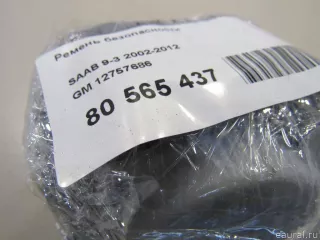 Ремень безопасности
SAAB 9-3 2002-2012
GM 12757686
80 565 437
eaural.ru